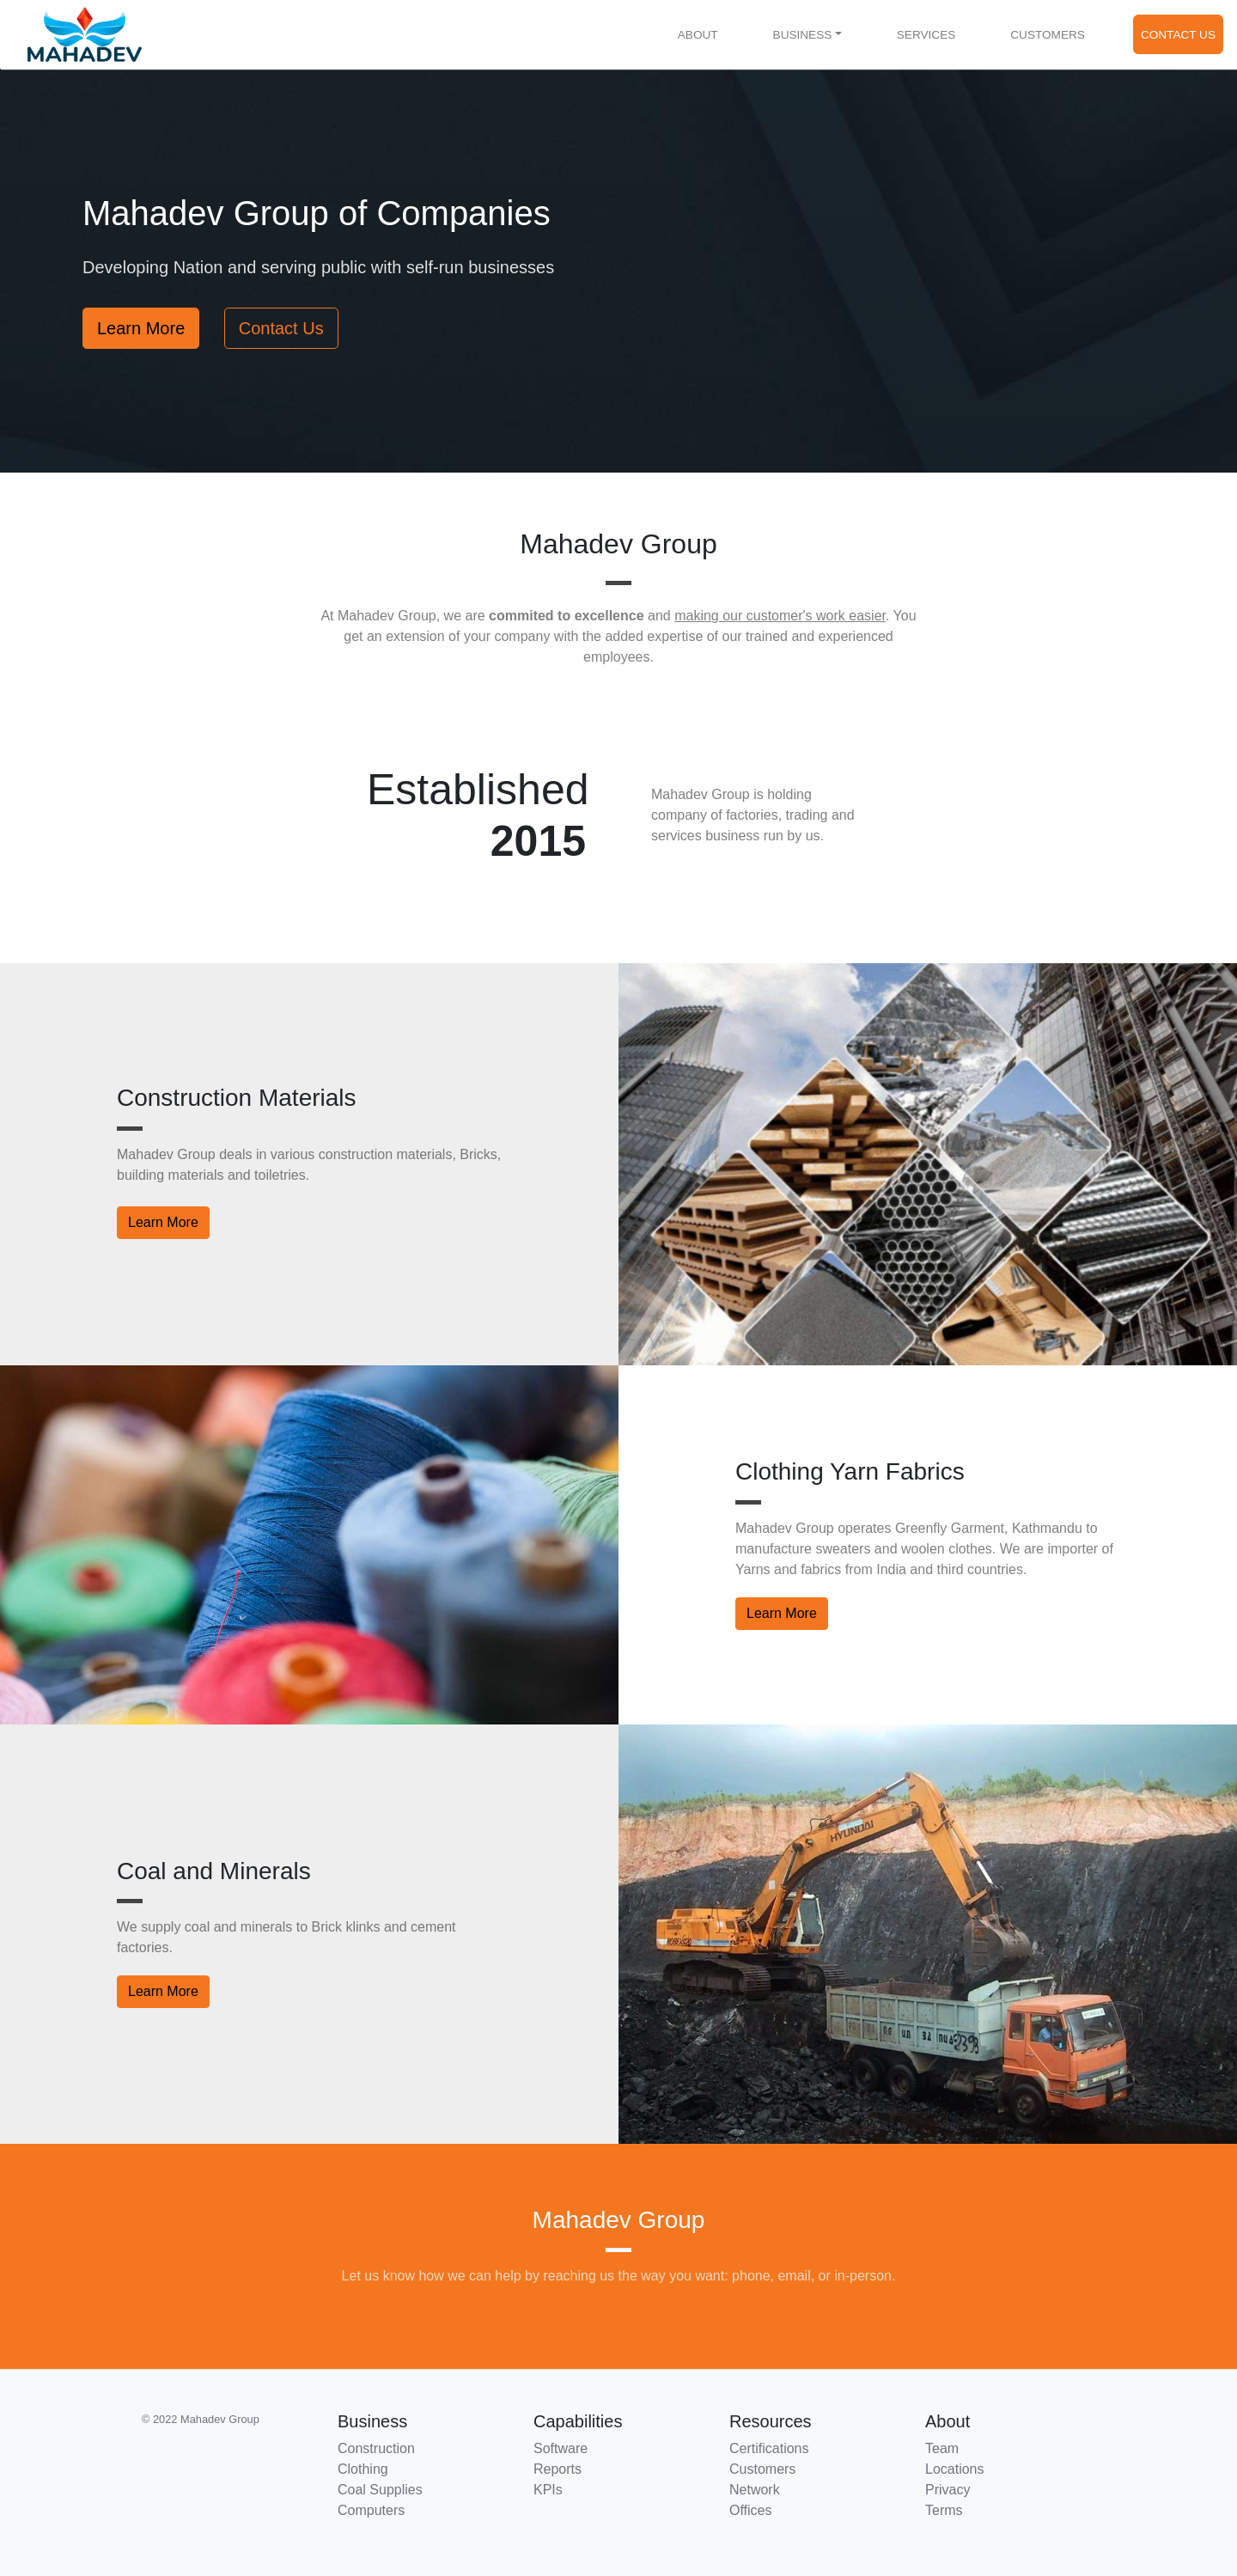 MAHADEV
ABOUT
BUSINESS
SERVICES
CUSTOMERS
CONTACT US
Mahadev Group of Companies
Developing Nation and serving public with self-run businesses
Learn More
Contact Us
Mahadev Group
At Mahadev Group, we are commited to excellence and making our customer's work easier. You
get an extension of your company with the added expertise of our trained and experienced
employees.
Established
2015
Mahadev Group is holding
company of factories, trading and
services business run by us.
Construction Materials
Mahadev Group deals in various construction materials, Bricks,
building materials and toiletries.
Learn More
Clothing Yarn Fabrics
Mahadev Group operates Greenfly Garment, Kathmandu to
manufacture sweaters and woolen clothes. We are importer of
Yarns and fabrics from India and third countries.
Learn More
Coal and Minerals
We supply coal and minerals to Brick klinks and cement
factories.
Learn More
HYUNDAI
Mahadev Group
Let us know how we can help by reaching us the way you want: phone, email, or in-person.
© 2022 Mahadev Group
Business
Construction
Clothing
Coal Supplies
Computers
Capabilities
Software
Reports
KPIs
Resources
Certifications
Customers
Network
Offices
About
Team
Locations
Privacy
Terms